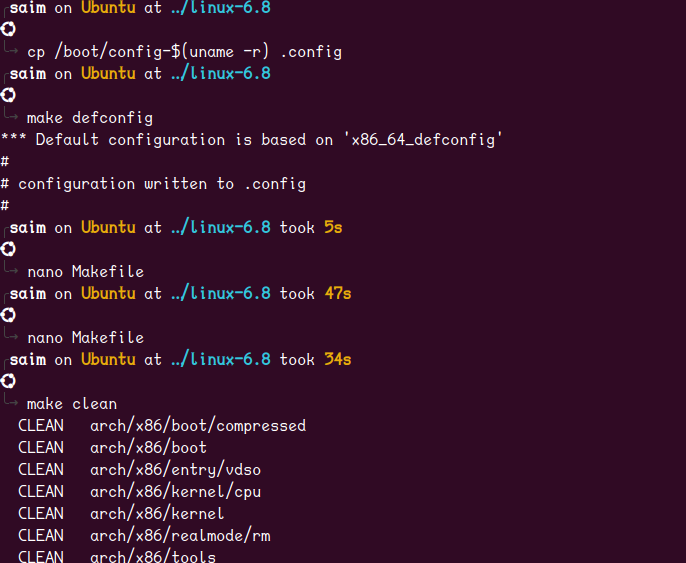 saim on Ubuntu at ../linux-6.8
cp /boot/config-$(uname -r) .config
saim on Ubuntu at ../linux-6.8
make defconfig
*** Default configuration is based on 'x86_64_defconfig'
#
# configuration written to .config
#
saim on Ubuntu at ../linux-6.8 took 5s
nano Makefile
saim on Ubuntu at ../linux-6.8 took 47s
nano Makefile
saim on Ubuntu at ../linux-6.8 took 34s
make clean
CLEAN arch/x86/boot/compressed
CLEAN arch/x86/boot
CLEAN arch/x86/entry/vdso
CLEAN arch/x86/kernel/cpu
CLEAN arch/x86/kernel
CLEAN arch/x86/realmode/rm
CLEAN arch/x86/tools